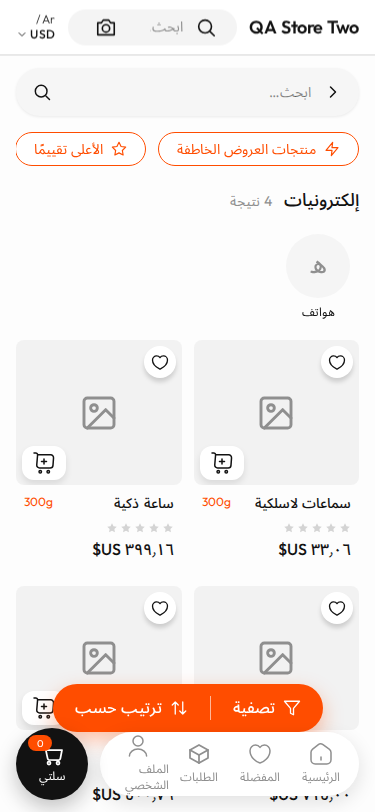 QA Store Two
ابحث
Ar /
USD
ابحث...
منتجات العروض الخاطفة
الأعلى تقييمًا
إلكترونيات
4 نتيجة
هـ
هواتف
سماعات لاسلكية
300g
ساعة ذكية
300g
US$ ٣٣٫٠٦
US$ ٣٩٩٫١٦
تصفية
ترتيب حسب
الرئيسية
المفضلة
الطلبات
الملف
الشخصي
0
سلتي